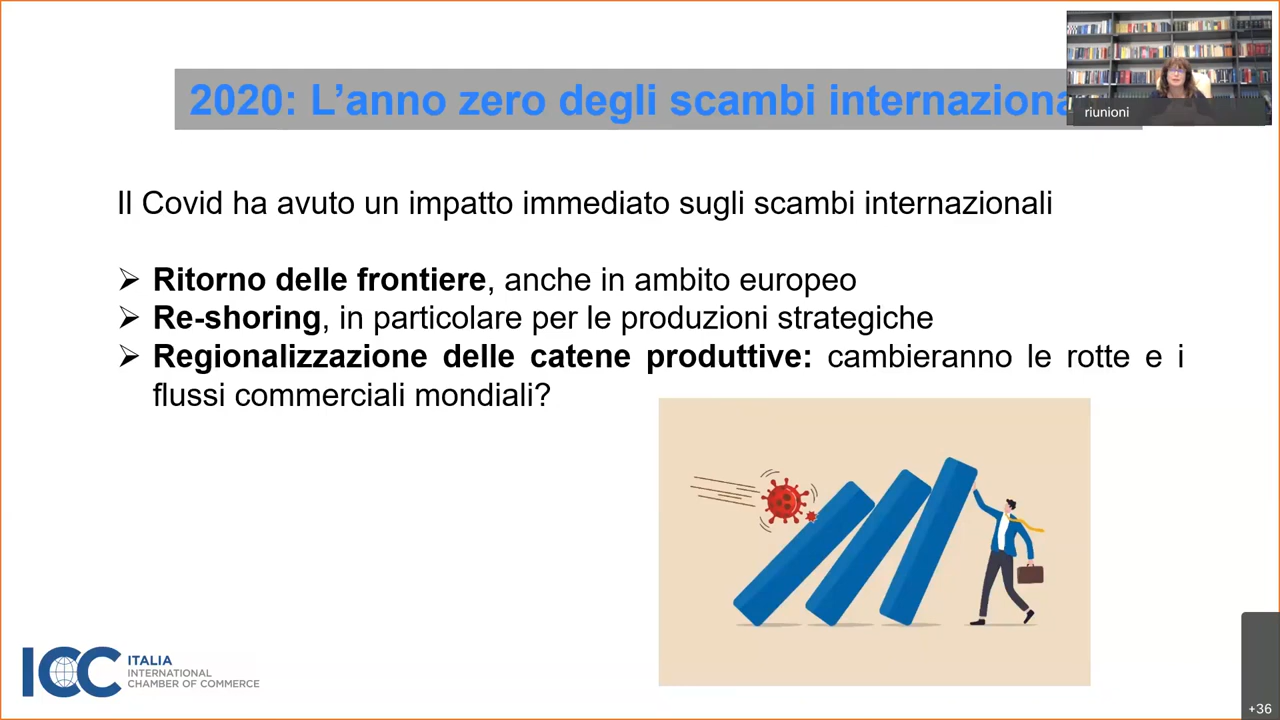 2020: L’anno zero degli scambi internaziona
riunioni
Il Covid ha avuto un impatto immediato sugli scambi internazionali
➢ Ritorno delle frontiere, anche in ambito europeo
➢ Re-shoring, in particolare per le produzioni strategiche
➢ Regionalizzazione delle catene produttive: cambieranno le rotte e i
flussi commerciali mondiali?
ICC
ITALIA
INTERNATIONAL
CHAMBER OF COMMERCE
+36